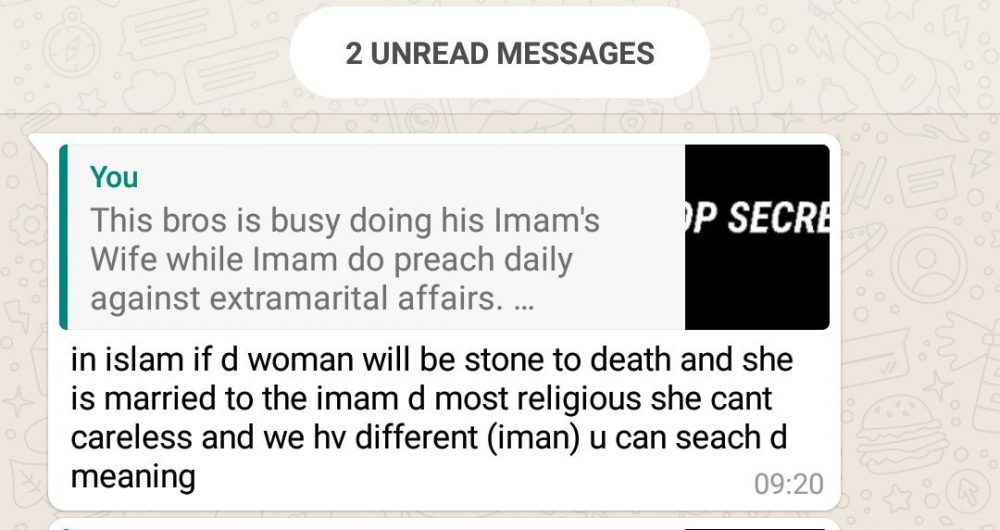 2 UNREAD MESSAGES
You
This bros is busy doing his Imam's
Wife while Imam do preach daily
against extramarital affairs. ...
OP SECRE
in islam if d woman will be stone to death and she
is married to the imam d most religious she cant
careless and we hv different (iman) u can seach d
meaning
09:20